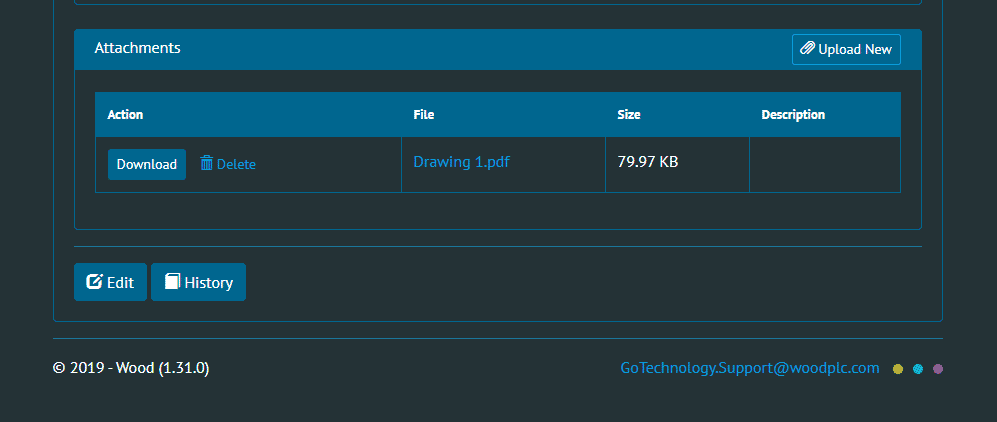 Attachments
Upload New
Action File Size Description
Download Delete Drawing 1.pdf 79.97 KB
Edit History
© 2019 - Wood (1.31.0) GoTechnology.Support@woodplc.com